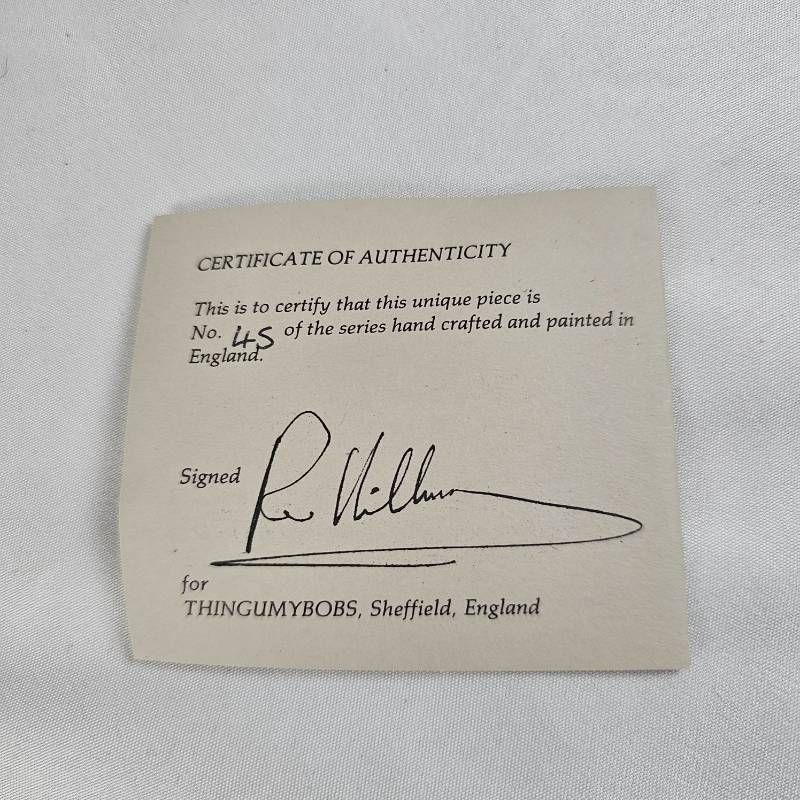 CERTIFICATE OF AUTHENTICITY
This is to certify that this unique piece is
No. 45 of the series hand crafted and painted in
England.
Signed
for
THINGUMYBOBS, Sheffield, England